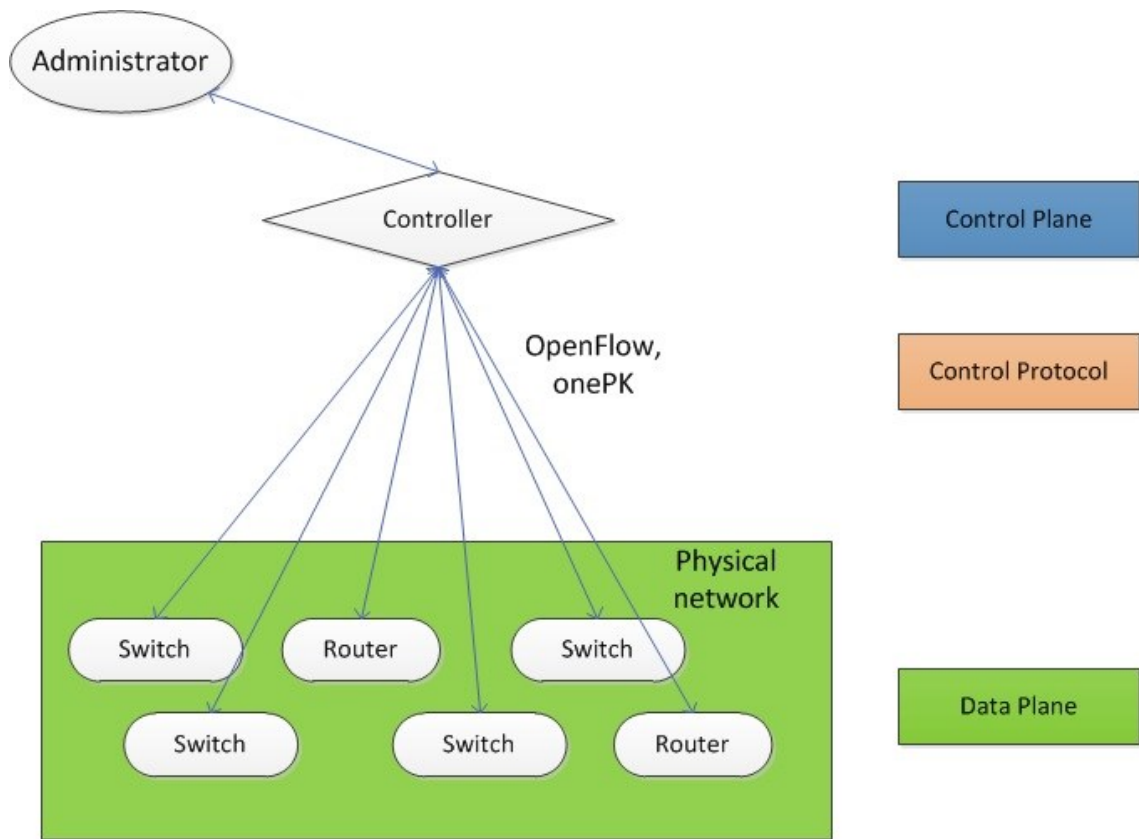 Administrator
Controller
Control Plane
OpenFlow,
onePK
Control Protocol
Physical
network
Switch
Router
Switch
Switch
Switch
Router
Data Plane